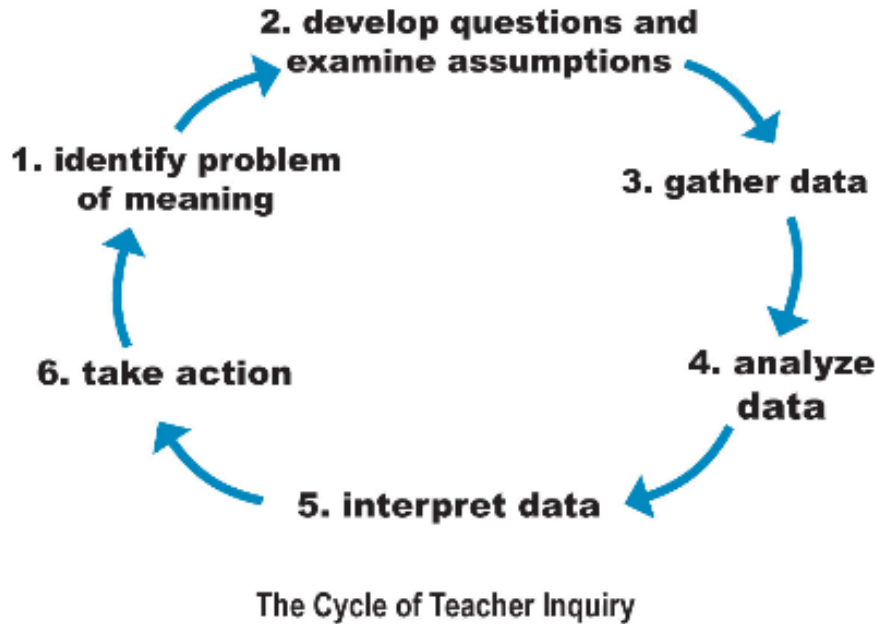 2. develop questions and
examine assumptions
1. identify problem
of meaning
3. gather data
4. analyze
data
6. take action
5. interpret data
The Cycle of Teacher Inquiry